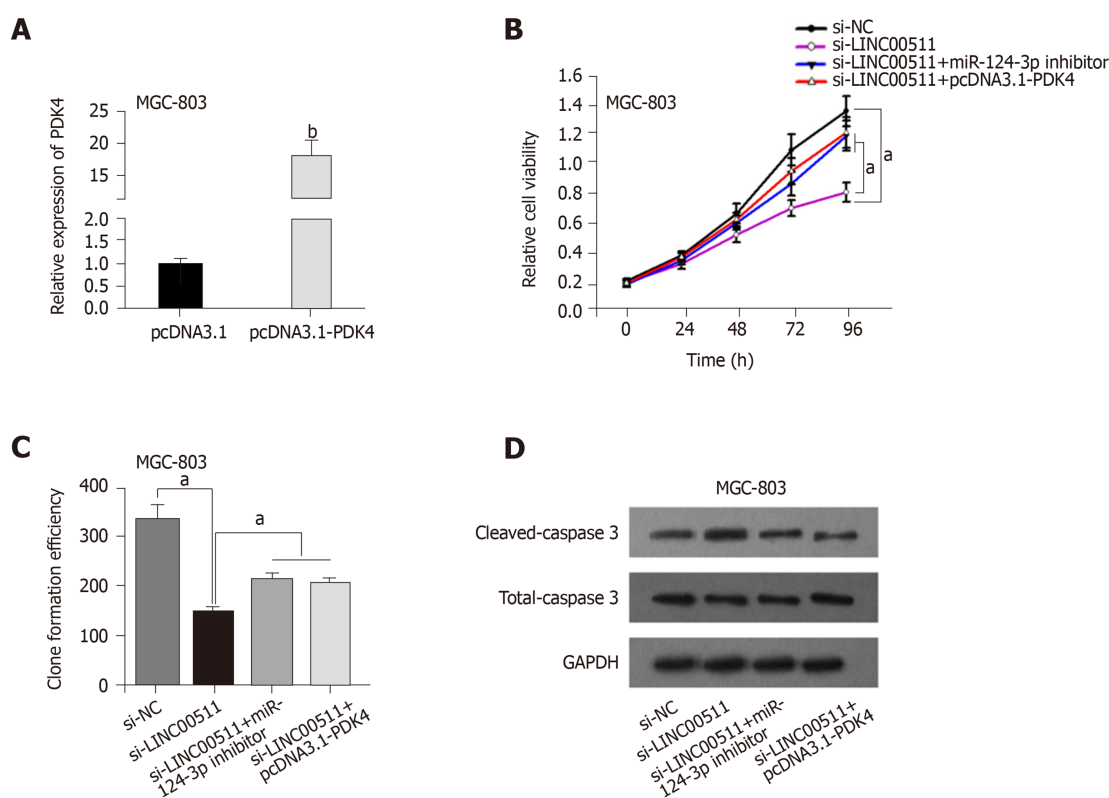 A
MGC-803
Relative expression of PDK4
25
20
15
2.0
1.5
1.0
0.5
0.0
b
pcDNA3.1
pcDNA3.1-PDK4
B
si-NC
si-LINC00511
si-LINC00511+miR-124-3p inhibitor
si-LINC00511+pcDNA3.1-PDK4
MGC-803
Relative cell viability
1.6
1.4
1.2
1.0
0.8
0.6
0.4
0.2
0.0
a
a
0
24
48
72
96
Time (h)
C
MGC-803
Clone formation efficiency
400
300
200
100
0
a
a
si-NC
si-LINC00511
si-LINC00511+miR-
124-3p inhibitor
si-LINC00511+
pcDNA3.1-PDK4
D
MGC-803
Cleaved-caspase 3
Total-caspase 3
GAPDH
si-NC
si-LINC00511
si-LINC00511+miR-
124-3p inhibitor
si-LINC00511+
pcDNA3.1-PDK4